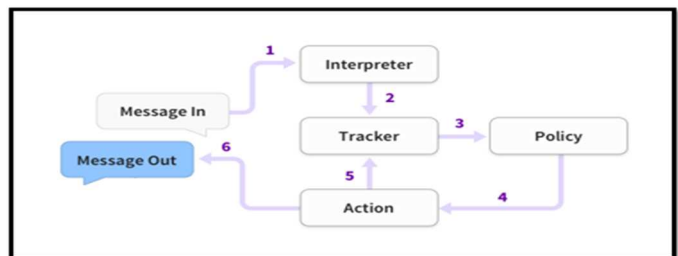 1
Interpreter
2
Message In
Tracker
3
Policy
6
Message Out
5
4
Action